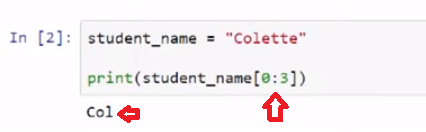 In [2]: student_name = "Colette"
print(student_name[0:3])
Col